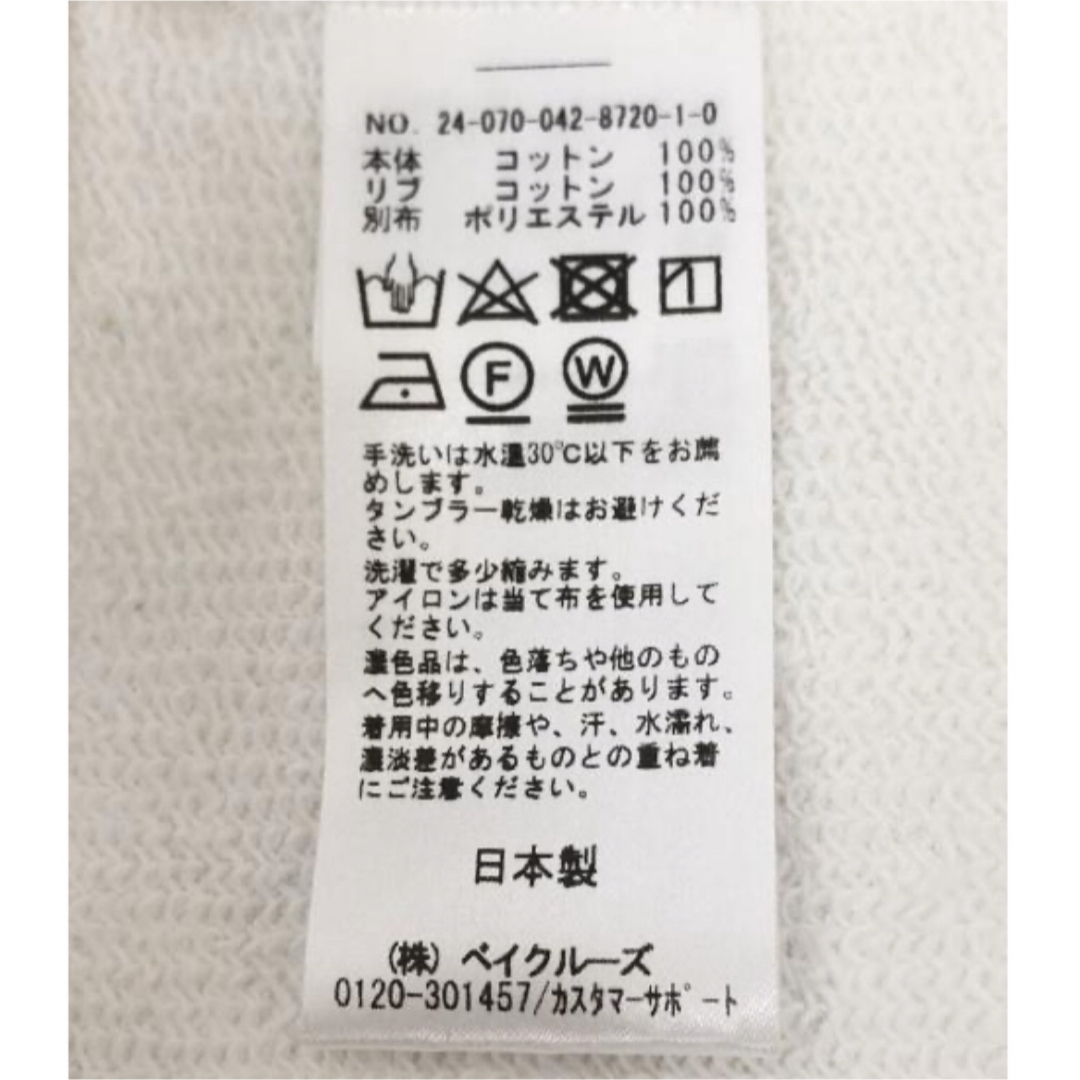 NO. 24-070-042-8720-1-0
本体 コットン 100%
リブ コットン 100%
別布 ポリエステル 100%
F W
手洗いは水温30℃以下をお薦
めします。
タンブラー乾燥はお避けくだ
さい。
洗濯で多少縮みます。
アイロンは当て布を使用して
ください。
濃色品は、色落ちや他のもの
へ色移りすることがあります。
着用中の摩擦や、汗、水濡れ、
濃淡差があるものとの重ね着
にご注意ください。
日本製
(株) ベイクルーズ
0120-301457/カスタマーサポート